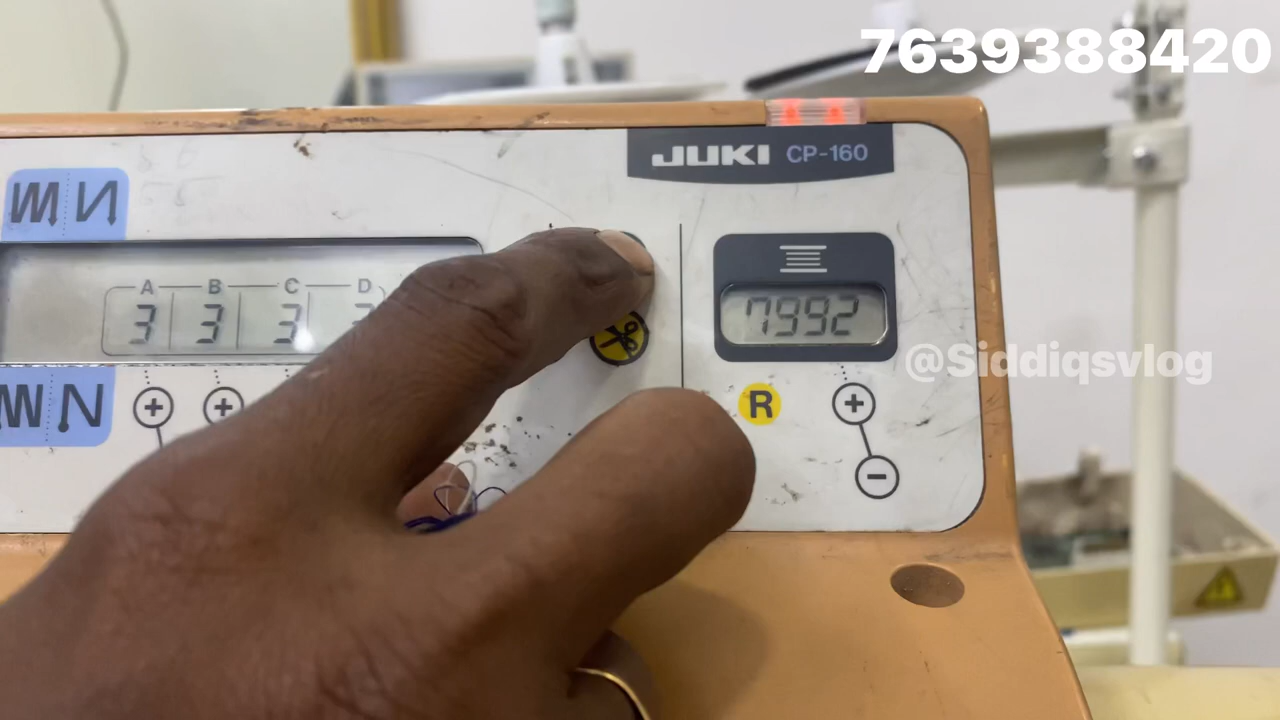 7639388420
JUKI CP-160
A B C D
3 3 3
7992
@Siddiqsvlog
R